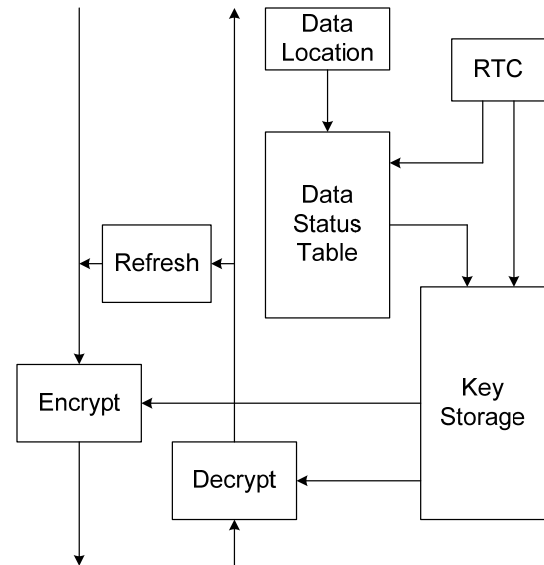 Data
Location
RTC
Data
Status
Table
Refresh
Encrypt
Key
Storage
Decrypt